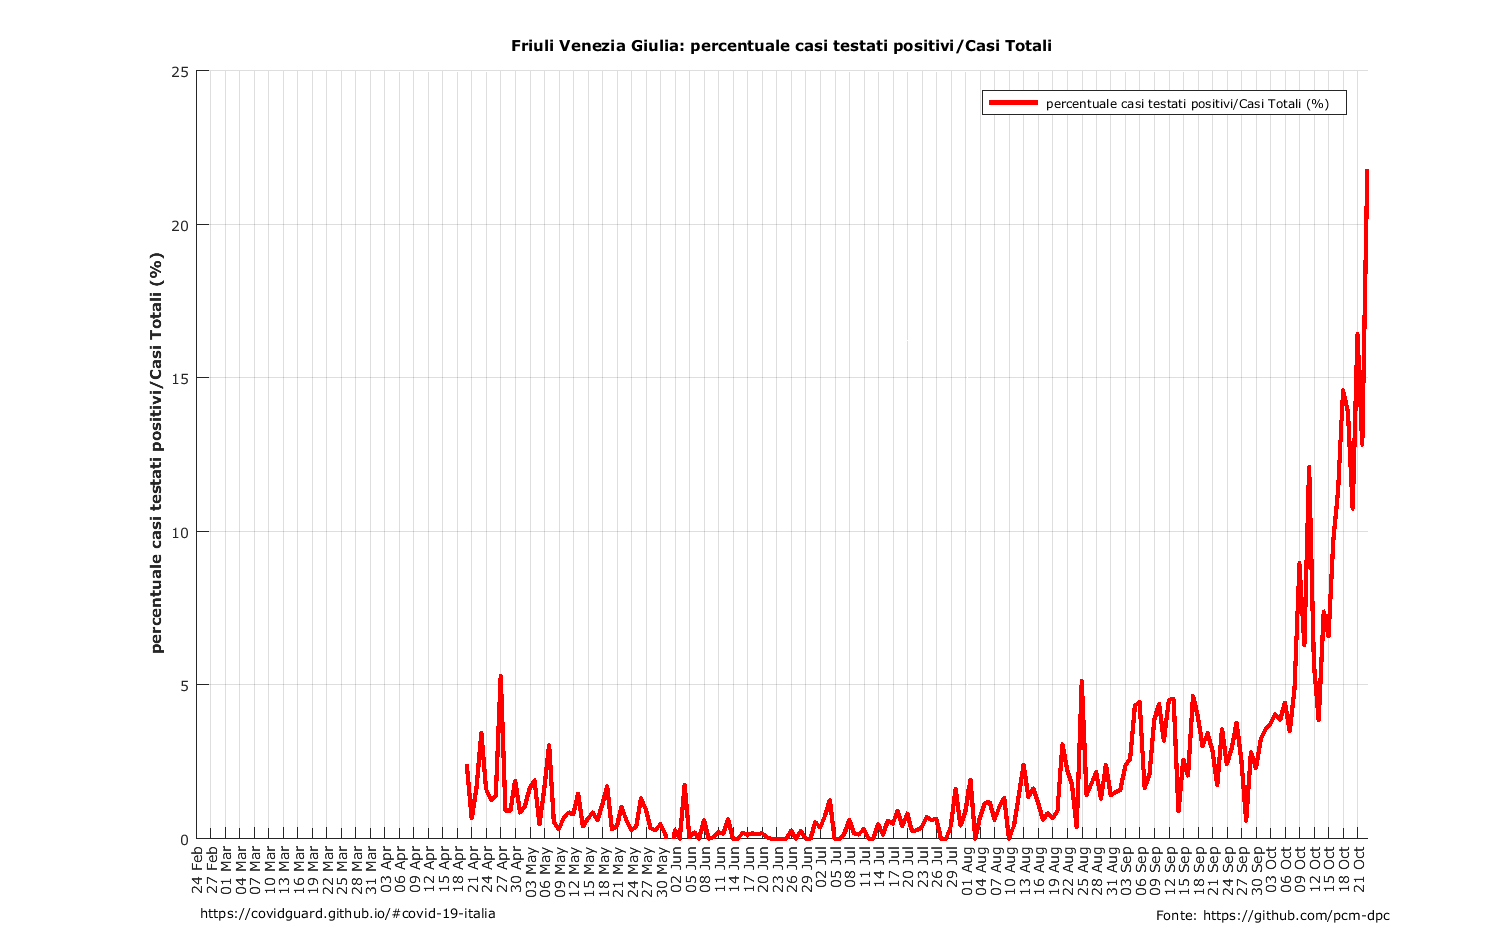 Friuli Venezia Giulia: percentuale casi testati positivi/Casi Totali
percentuale casi testati positivi/Casi Totali (%)
percentuale casi testati positivi/Casi Totali (%)
25
20
15
10
5
0
24 Feb
27 Feb
01 Mar
04 Mar
07 Mar
10 Mar
13 Mar
16 Mar
19 Mar
22 Mar
25 Mar
28 Mar
31 Mar
03 Apr
06 Apr
09 Apr
12 Apr
15 Apr
18 Apr
21 Apr
24 Apr
27 Apr
30 Apr
03 May
06 May
09 May
12 May
15 May
18 May
21 May
24 May
27 May
30 May
02 Jun
05 Jun
08 Jun
11 Jun
14 Jun
17 Jun
20 Jun
23 Jun
26 Jun
29 Jun
02 Jul
05 Jul
08 Jul
11 Jul
14 Jul
17 Jul
20 Jul
23 Jul
26 Jul
29 Jul
01 Aug
04 Aug
07 Aug
10 Aug
13 Aug
16 Aug
19 Aug
22 Aug
25 Aug
28 Aug
31 Aug
03 Sep
06 Sep
09 Sep
12 Sep
15 Sep
18 Sep
21 Sep
24 Sep
27 Sep
30 Sep
03 Oct
06 Oct
09 Oct
12 Oct
15 Oct
18 Oct
21 Oct
https://covidguard.github.io/#covid-19-italia
Fonte: https://github.com/pcm-dpc